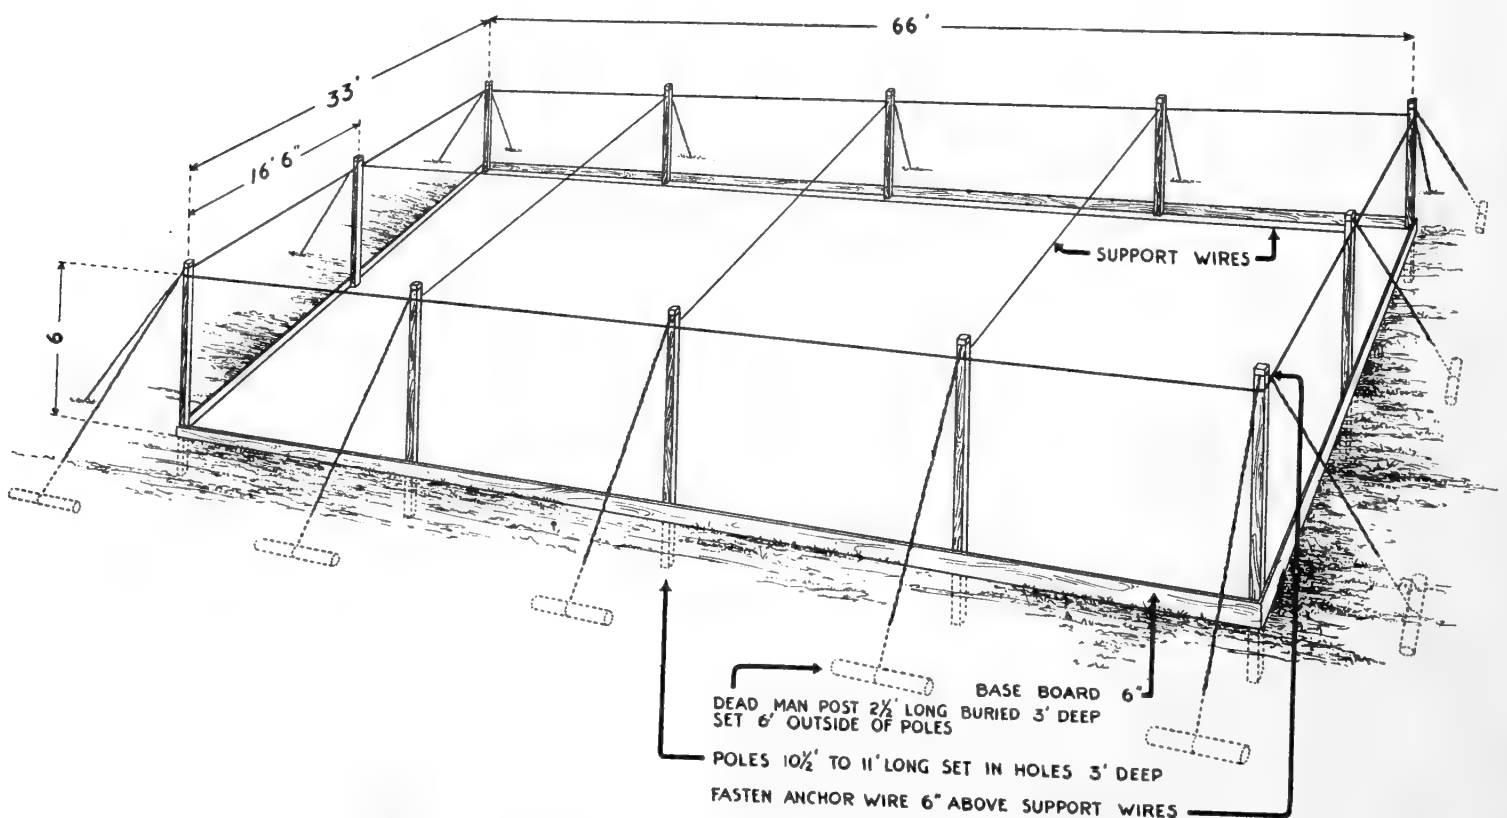 66'
33'
16' 6"
6
SUPPORT WIRES
BASE BOARD 6"
DEAD MAN POST 2½' LONG BURIED 3' DEEP
SET 6' OUTSIDE OF POLES
POLES 10½' TO 11' LONG SET IN HOLES 3' DEEP
FASTEN ANCHOR WIRE 6" ABOVE SUPPORT WIRES